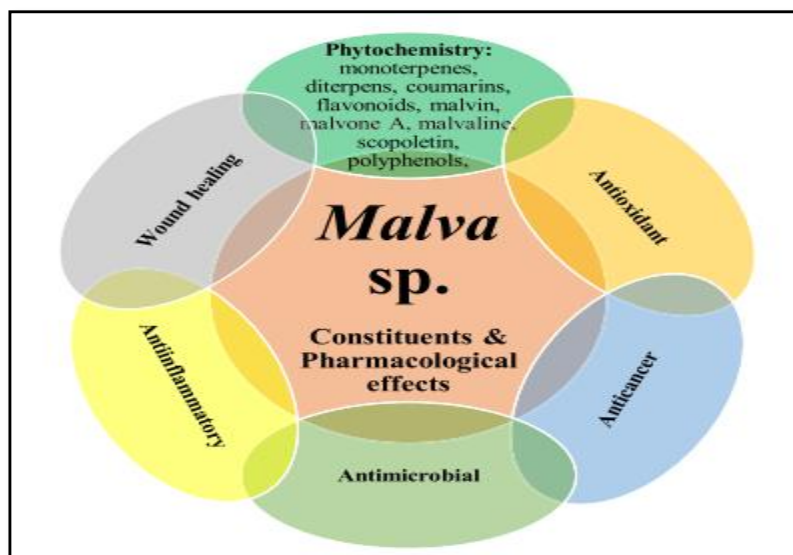 Phytochemistry:
monoterpenes,
diterpens, coumarins,
flavonoids, malvin,
malvone A, malvaline,
scopoletin,
polyphenols,
Wound healing
Antioxidant
Malva
sp.
Constituents &
Pharmacological
effects
Antiinflammatory
Anticancer
Antimicrobial